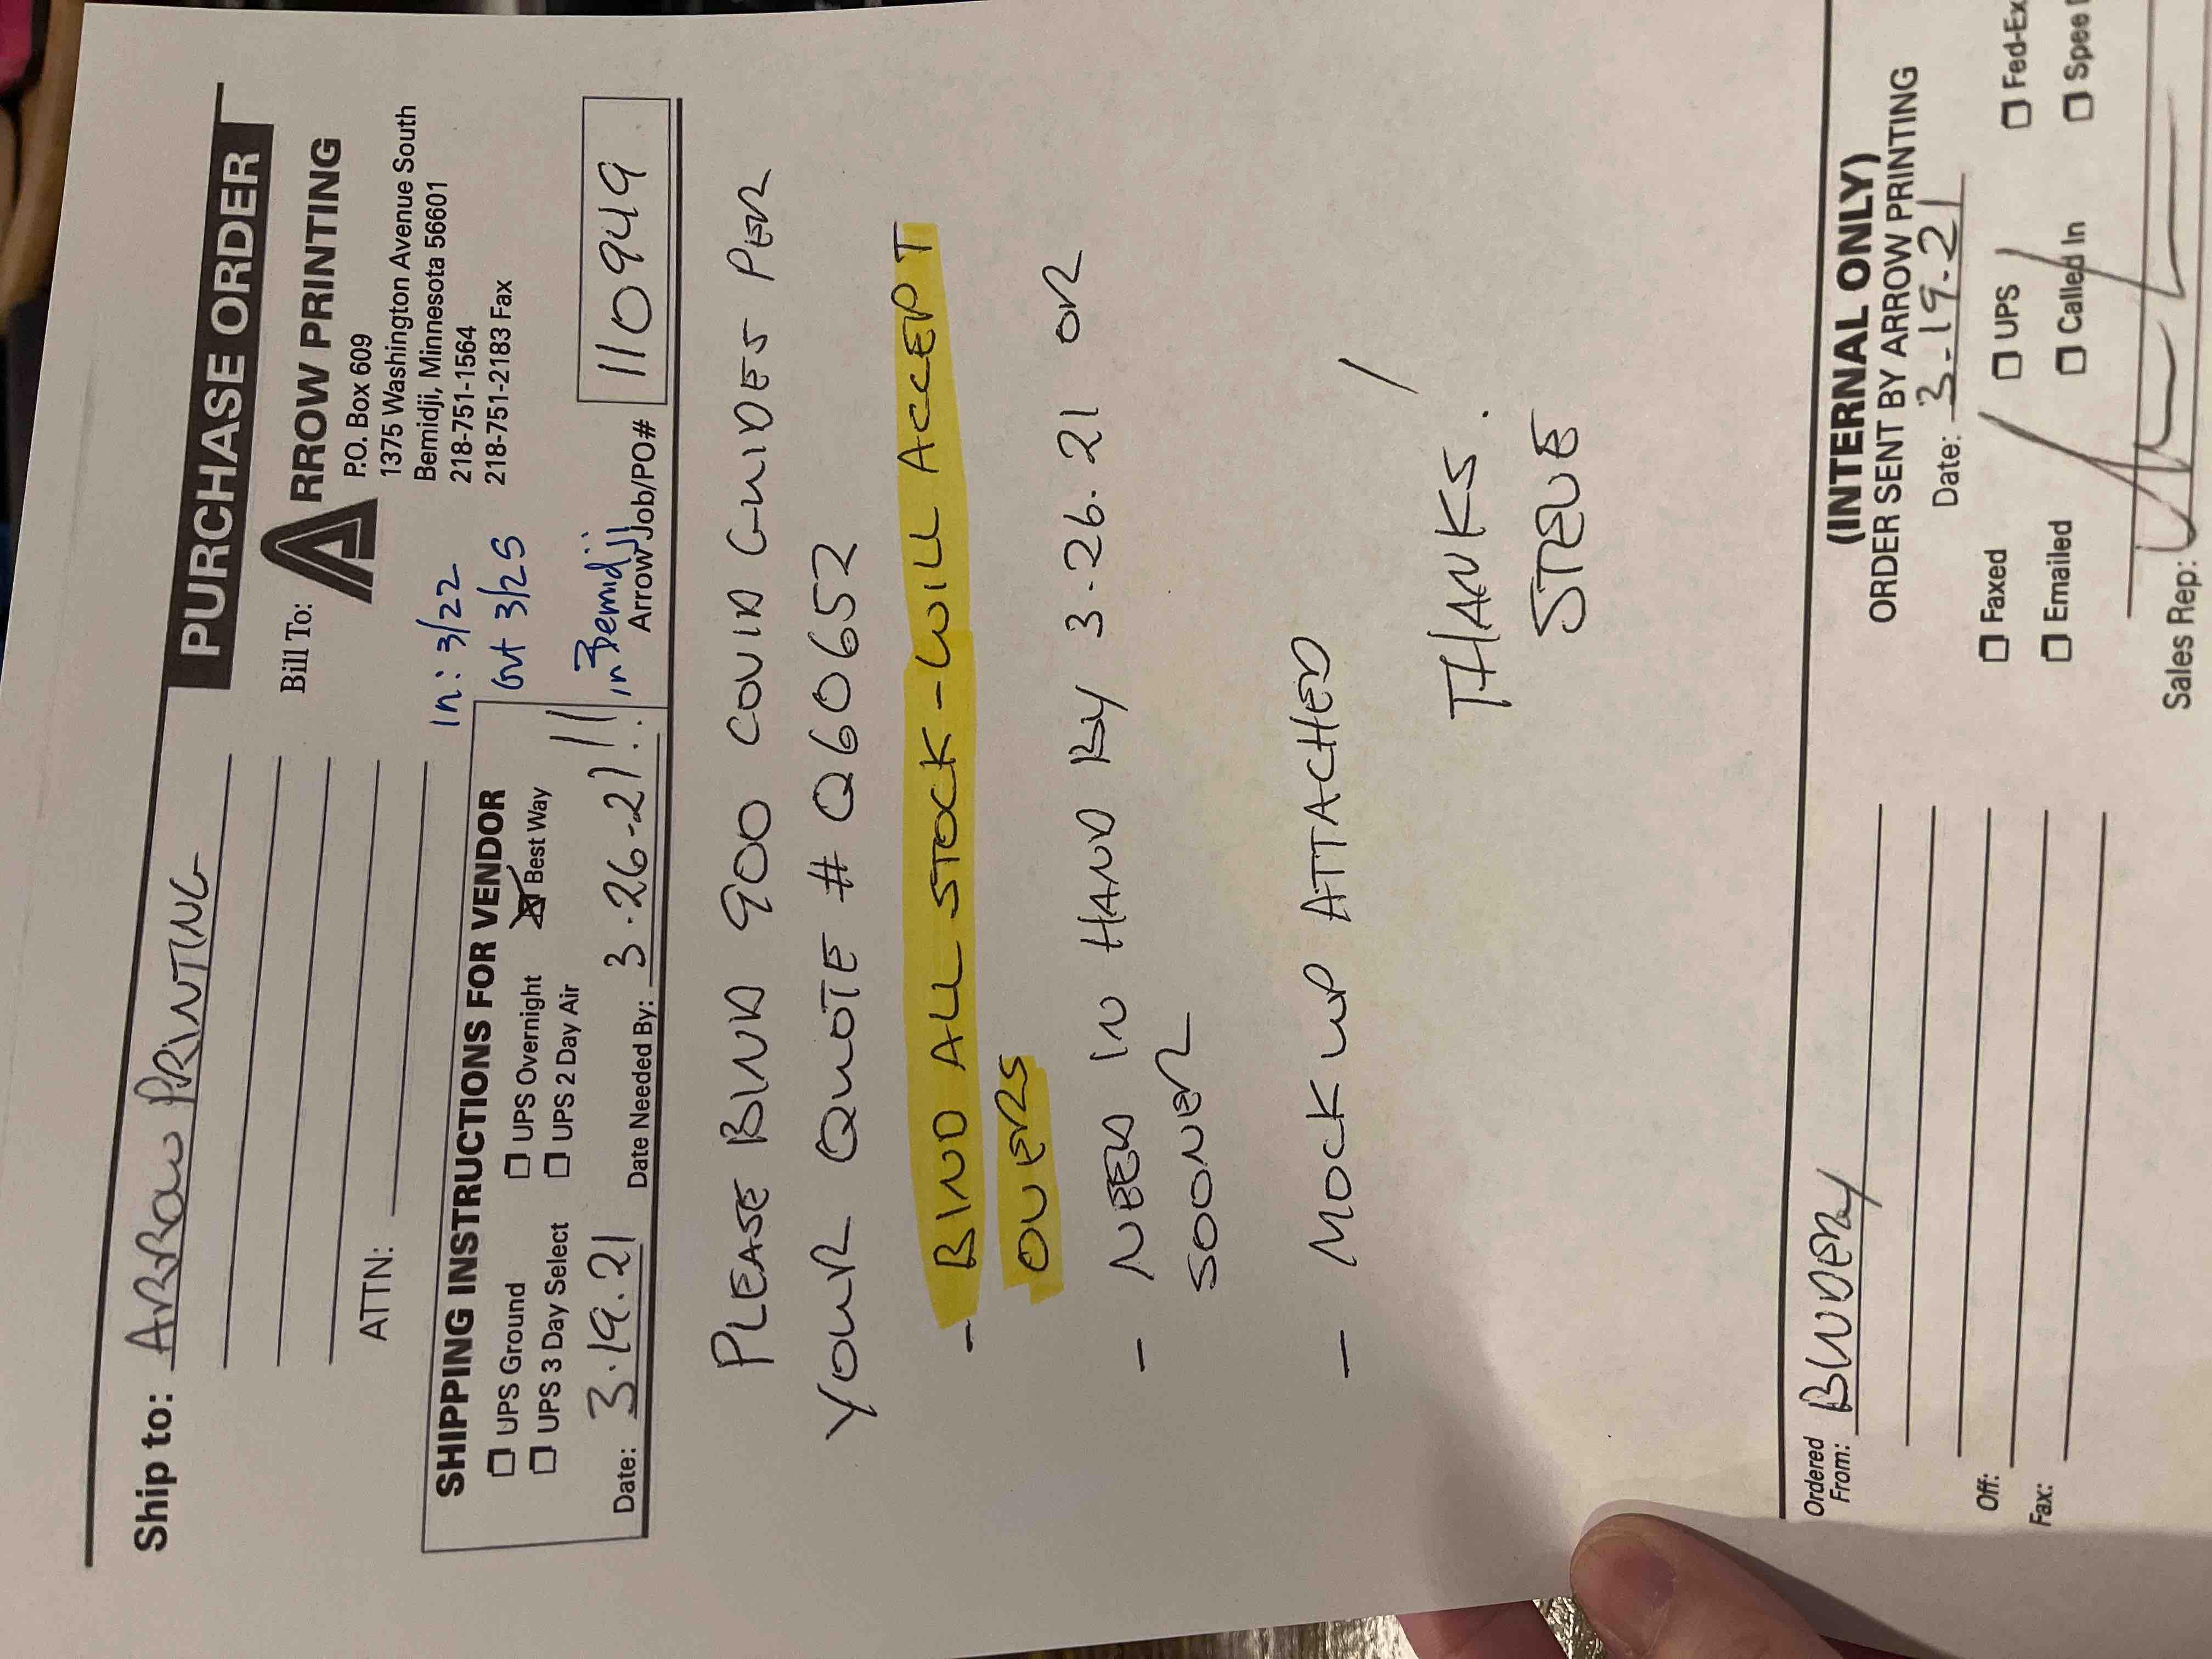 PURCHASE ORDER
Ship to: ARROW PRINTING
ATTN:
Bill To:
ARROW PRINTING
P.O. Box 609
1375 Washington Avenue South
Bemidji, Minnesota 56601
218-751-1564
218-751-2183 Fax
In: 3/22
Out 3/25
in Bemidji!
SHIPPING INSTRUCTIONS FOR VENDOR
☐ UPS Ground ☐ UPS Overnight ☒ Best Way
☐ UPS 3 Day Select ☐ UPS 2 Day Air
Date: 3.19.21 Date Needed By: 3.26.21!!
Arrow Job/PO# 110949
PLEASE BIND 900 COVID GUIDES PER
YOUR QUOTE # Q60652
- BIND ALL STOCK - WILL ACCEPT
OVERS
- NEED IN HAND BY 3.26.21 OR
SOONER
- MOCK UP ATTACHED
THANKS!
STEVE
Ordered
From: BINDERY
Off:
Fax:
(INTERNAL ONLY)
ORDER SENT BY ARROW PRINTING
Date: 3-19-21
☐ Faxed ☐ UPS ☐ Fed-Ex
☐ Emailed ☐ Called In ☐ Spee
Sales Rep: